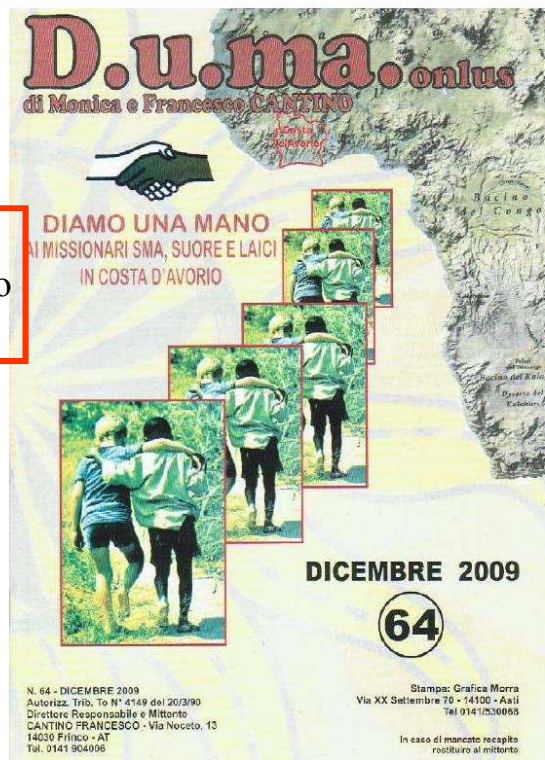 D.u.ma.onlus
di Monica e Francesco CANTINO
Costa
d'Avorio
Bacino
del Congo
DIAMO UNA MANO
AI MISSIONARI SMA, SUORE E LAICI
IN COSTA D'AVORIO
o
DICEMBRE 2009
64
N. 64 - DICEMBRE 2009
Autorizz. Trib. To N° 4149 del 20/3/90
Direttore Responsabile e Mittente
CANTINO FRANCESCO - Via Noceto, 13
14030 Frinco - AT
Tel. 0141 904006
Stampa: Grafica Morra
Via XX Settembre 70 - 14100 - Asti
Tel 0141/530068
In caso di mancato recapito
restituire al mittente